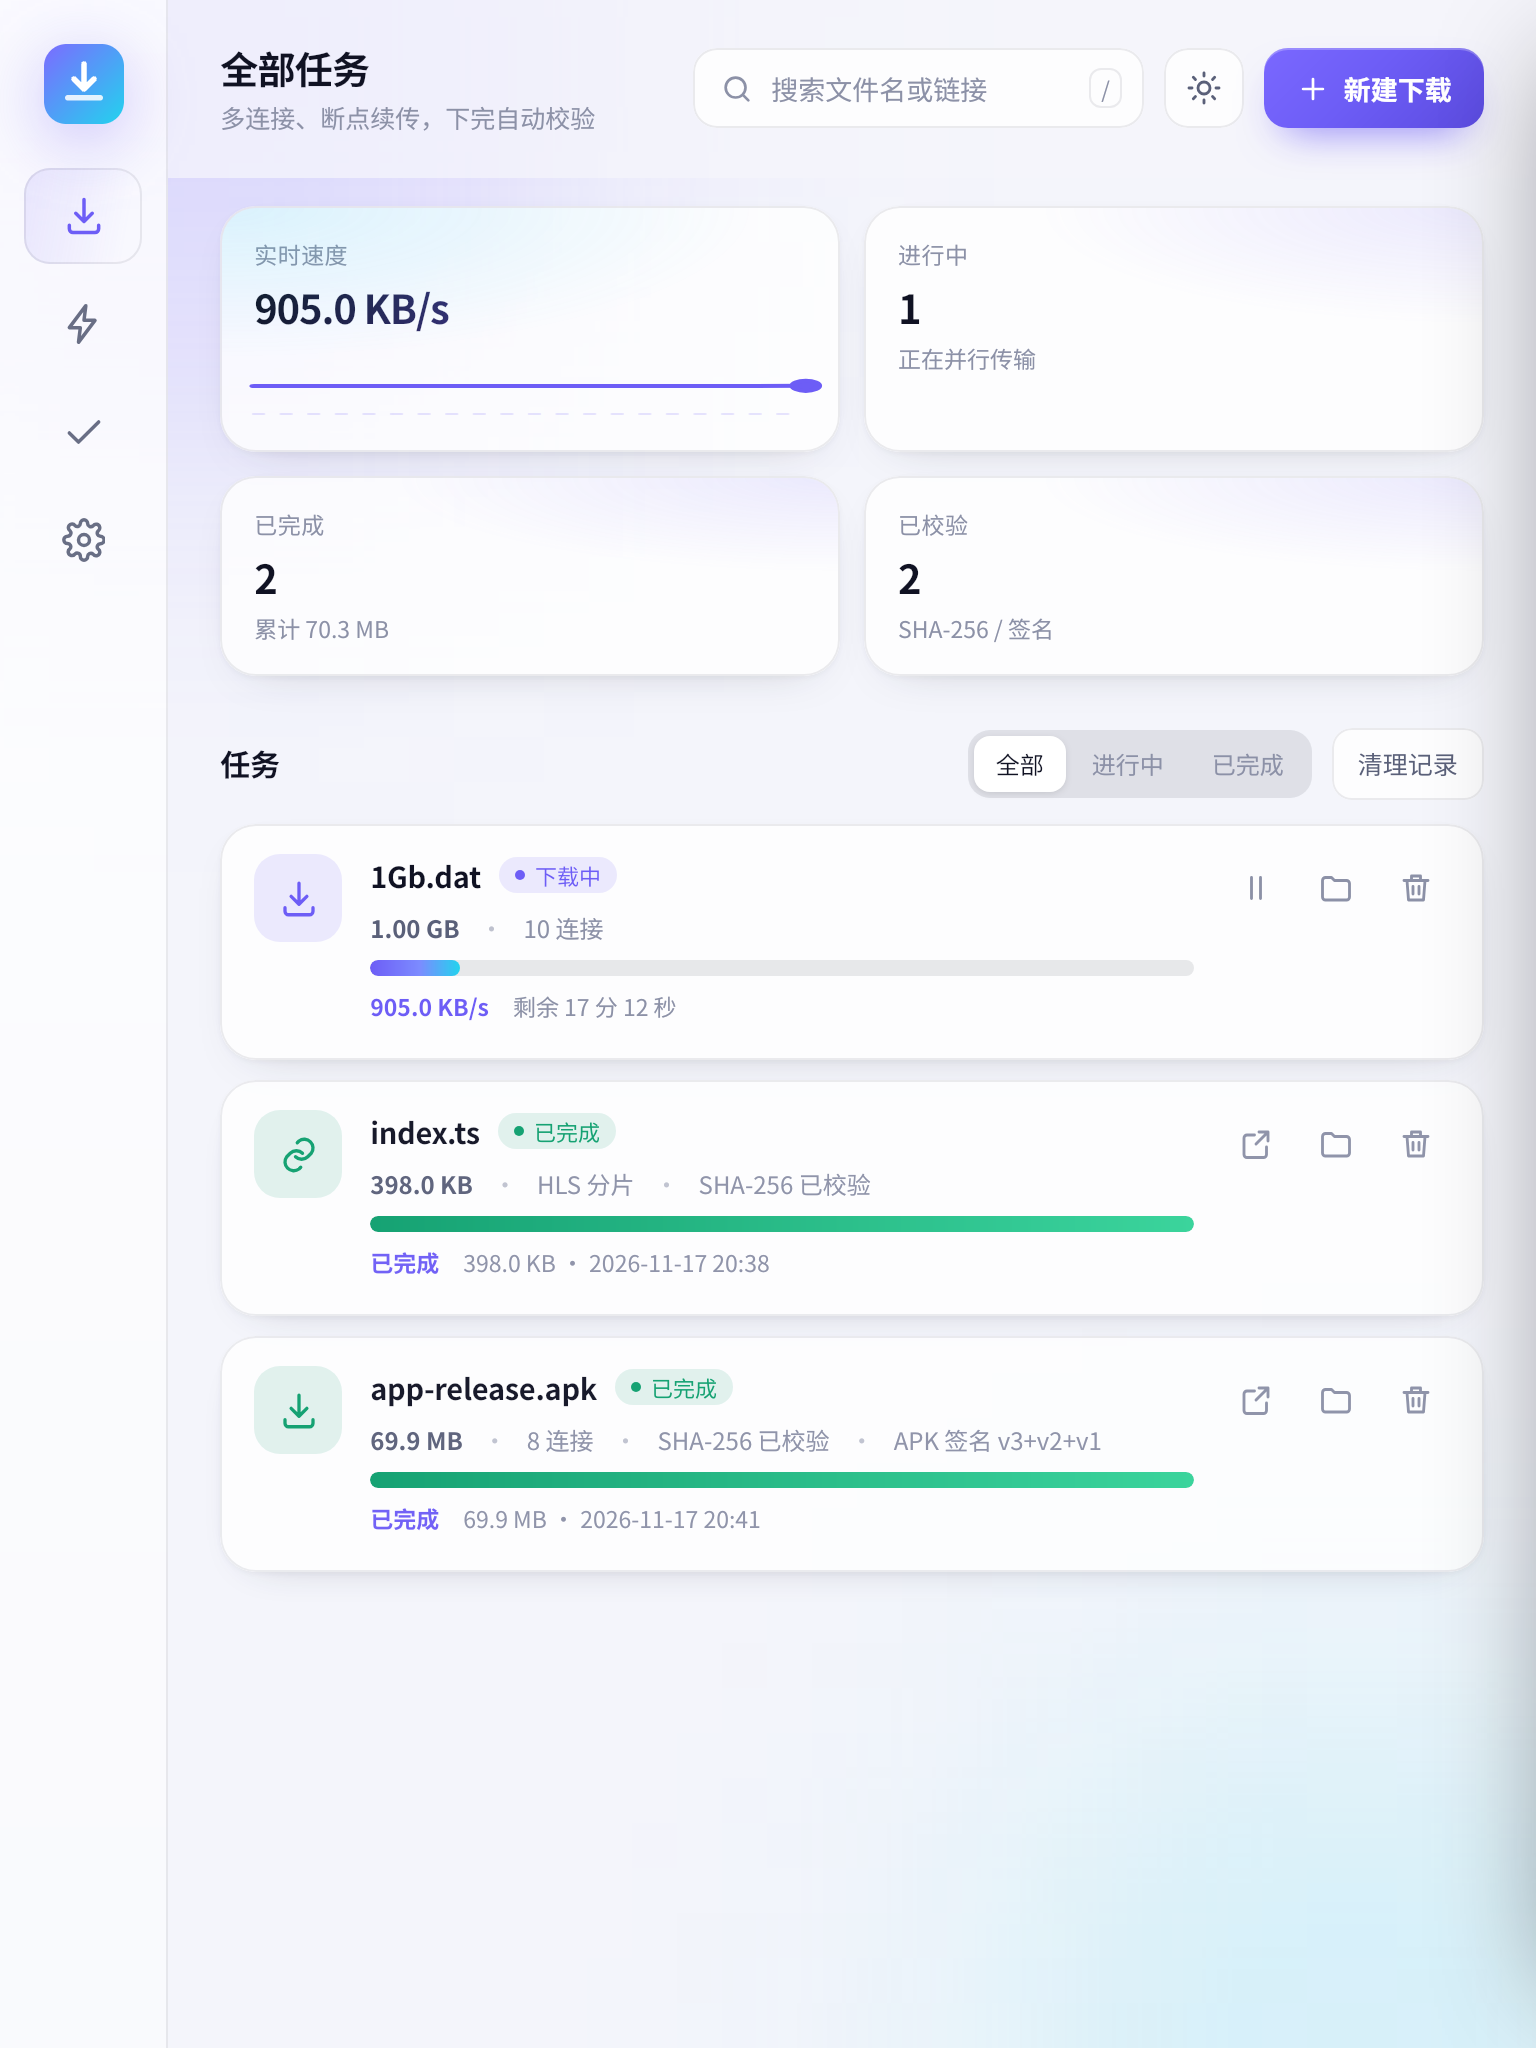 全部任务
多连接、断点续传，下完自动校验
搜索文件名或链接
/
新建下载
实时速度
905.0 KB/s
进行中
1
正在并行传输
已完成
2
累计 70.3 MB
已校验
2
SHA-256 / 签名
任务
全部
进行中
已完成
清理记录
1Gb.dat
下载中
1.00 GB · 10 连接
905.0 KB/s 剩余 17 分 12 秒
index.ts
已完成
398.0 KB · HLS 分片 · SHA-256 已校验
已完成 398.0 KB · 2026-11-17 20:38
app-release.apk
已完成
69.9 MB · 8 连接 · SHA-256 已校验 · APK 签名 v3+v2+v1
已完成 69.9 MB · 2026-11-17 20:41